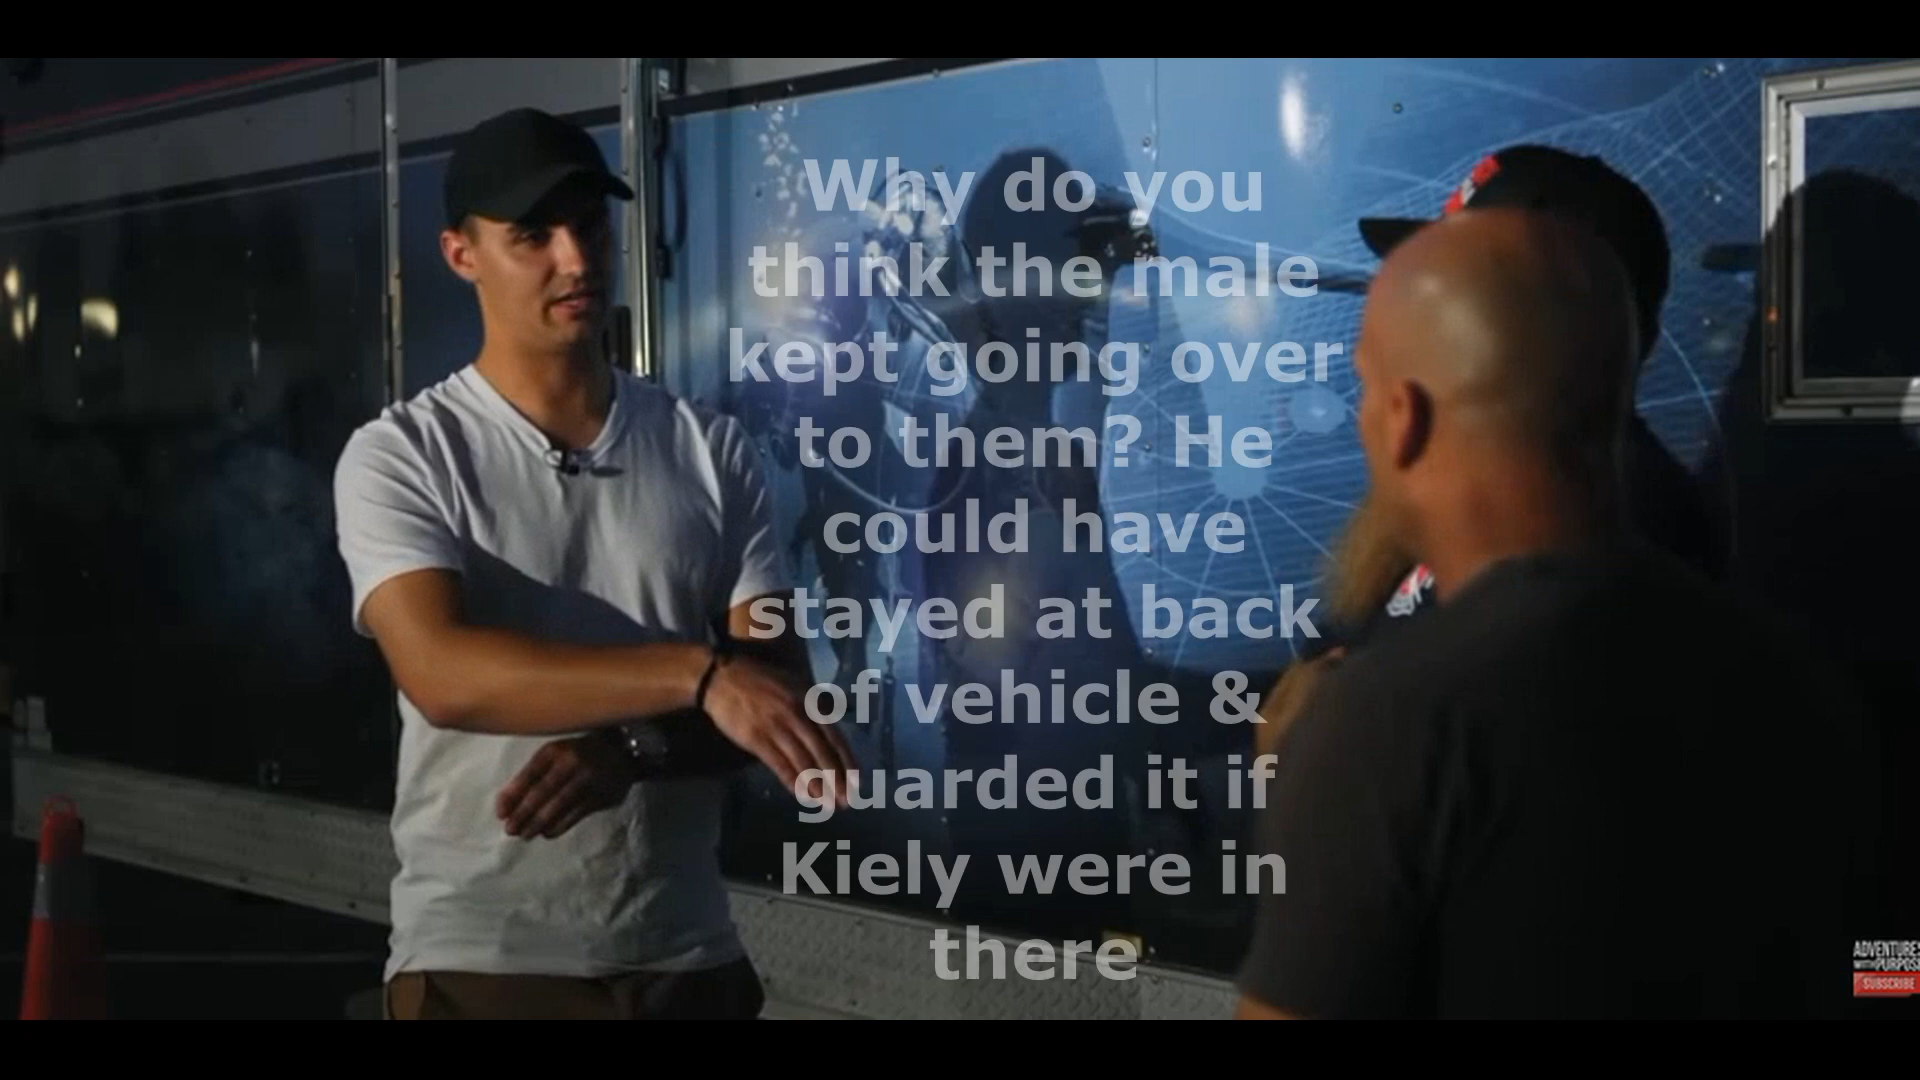 Why do you
think the male
kept going over
to them? He
could have
stayed at back
of vehicle &
guarded it if
Kiely were in
there
ADVENTURES
WITH PURPOSE
SUBSCRIBE